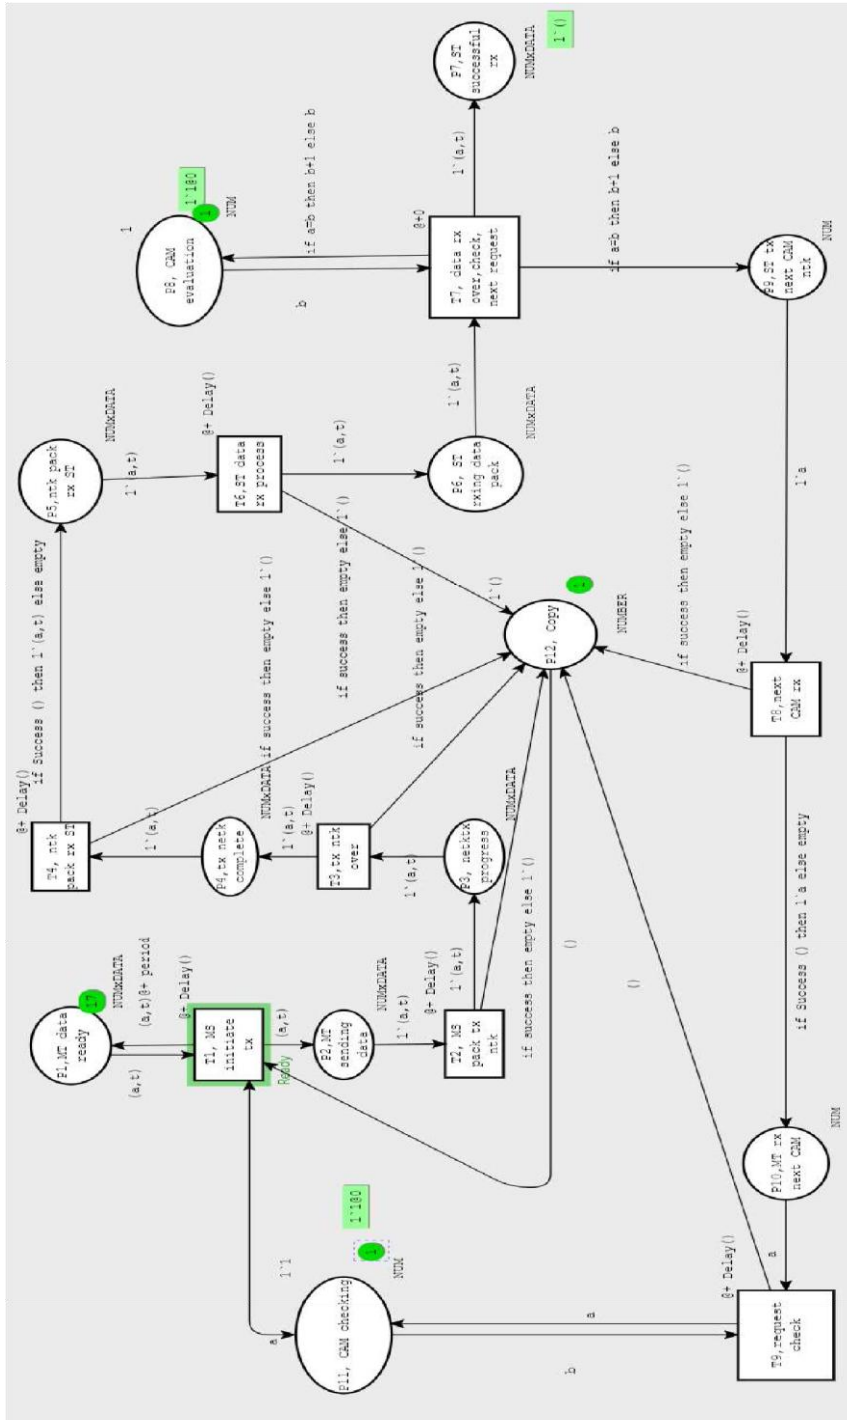 @+ Delay()
T4, ntk
pack rx ST
if Success () then 1`(a,t) else empty
P5,ntk pack
rx ST
NUMxDATA
P1,MT data
ready
17
NUMxDATA
(a,t)@+ period
(a,t)
@+ Delay()
T1, MS
initiate
tx
Ready
(a,t)
P2,MT
sending
data
NUMxDATA
1`(a,t)
@+ Delay()
T2, MS
pack tx
ntk
1`(a,t)
P3, netktx
progress
NUMxDATA
1`(a,t)
@+ Delay()
T3,tx ntk
over
1`(a,t)
P4,tx netk
complete
NUMxDATA
1`(a,t)
if success then empty else 1`()
if success then empty else 1`()
if success then empty else 1`()
if success then empty else 1`()
1`()
1`(a,t)
@+ Delay()
T6,ST data
rx process
1`(a,t)
P6, ST
rxing data
pack
NUMxDATA
1`(a,t)
P8, CAM
evaluation
1
1`1@0
1
NUM
b
if a=b then b+1 else b
@+0
T7, data rx
over,check,
next request
1`(a,t)
P7,ST
successful
rx
NUMxDATA
1`()
if a=b then b+1 else b
P9,ST tx
next CAM
ntk
NUM
1`a
@+ Delay()
T8,next
CAM rx
if success then empty else 1`()
P12, Copy
NUMBER
()
()
if Success () then 1`a else empty
P10,MT rx
next CAM
NUM
a
@+ Delay()
T9,request
check
a
b
P11, CAM checking
1`1
1`1@0
1
NUM
a